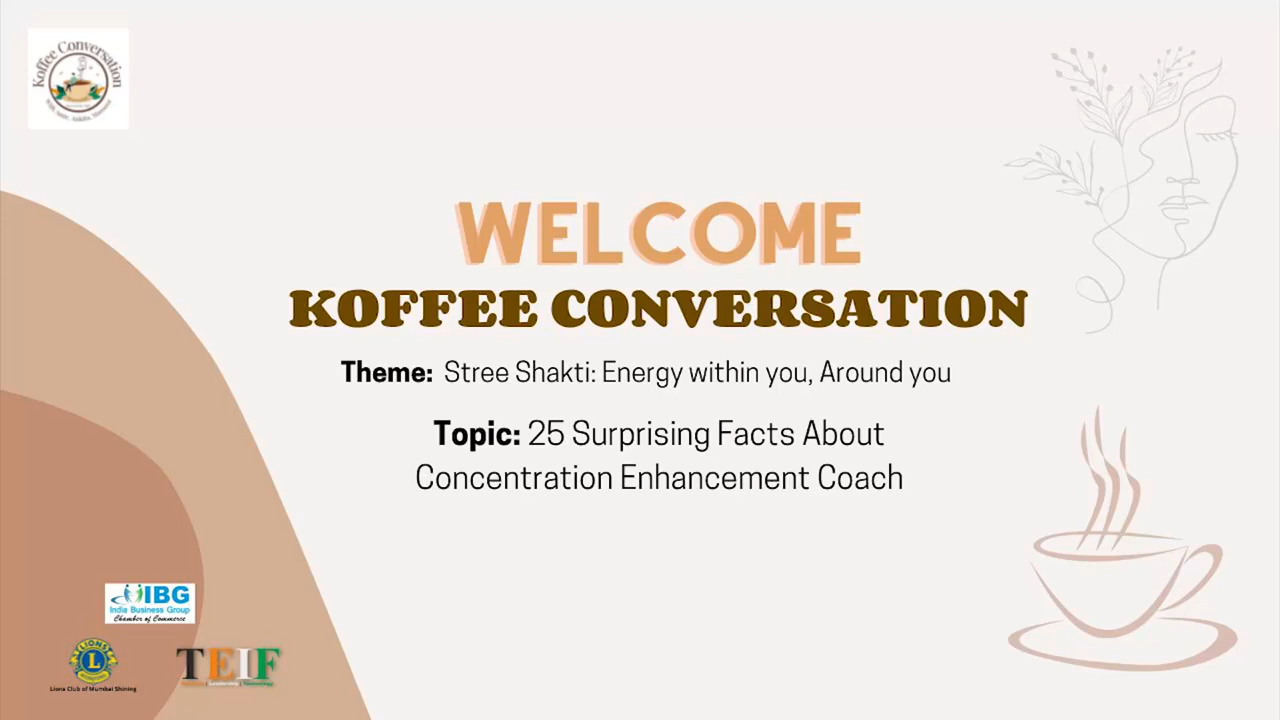 Koffee Conversation
WELCOME
KOFFEE CONVERSATION
Theme: Stree Shakti: Energy within you, Around you
Topic: 25 Surprising Facts About
Concentration Enhancement Coach
IBG
India Business Group
Chamber of Commerce
LIONS
L
Lions Club of Mumbai Shining
TEIF